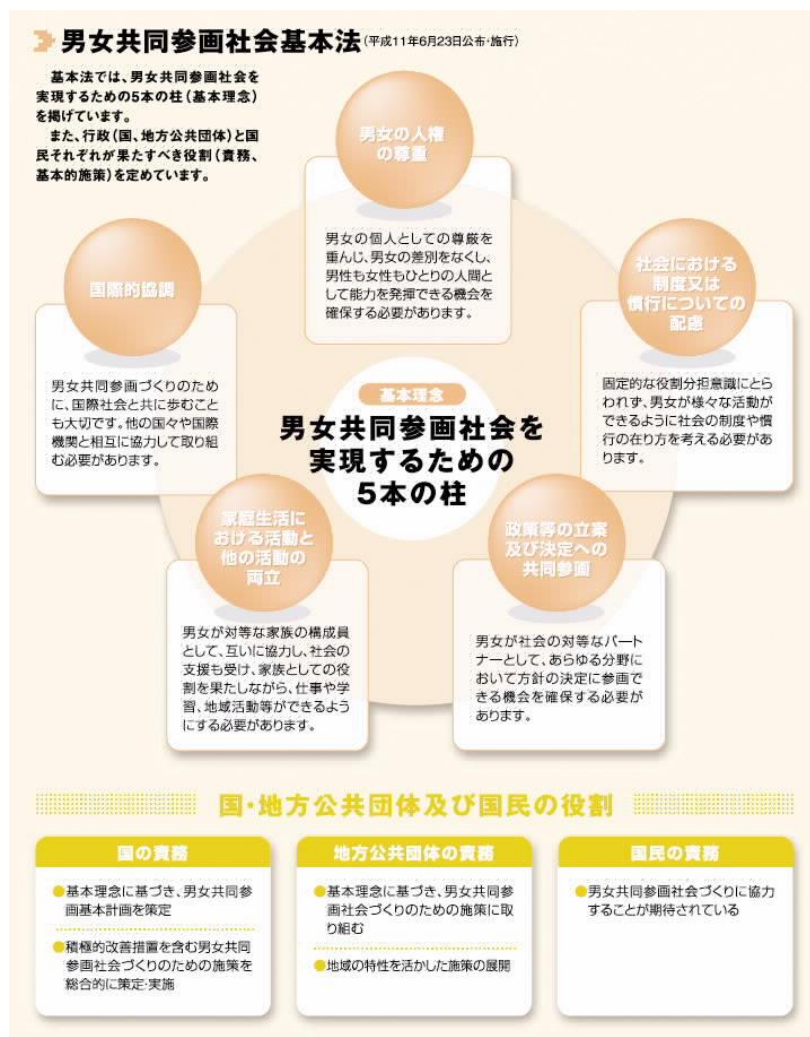 男女共同参画社会基本法(平成11年6月23日公布・施行)
基本法では、男女共同参画社会を
実現するための5本の柱(基本理念)
を掲げています。
また、行政(国、地方公共団体)と国
民それぞれが果たすべき役割(責務、
基本的施策)を定めています。
男女の人権
の尊重
男女の個人としての尊厳を
重んじ、男女の差別をなくし、
男性も女性もひとりの人間と
して能力を発揮できる機会を
確保する必要があります。
国際的協調
男女共同参画づくりのため
に、国際社会と共に歩むこと
も大切です。他の国々や国際
機関と相互に協力して取り組
む必要があります。
社会における
制度又は
慣行についての
配慮
固定的な役割分担意識にとら
われず、男女が様々な活動が
できるように社会の制度や慣
行の在り方を考える必要があ
ります。
基本理念
男女共同参画社会を
実現するための
5本の柱
家庭生活に
おける活動と
他の活動の
両立
男女が対等な家族の構成員
として、互いに協力し、社会の
支援も受け、家族としての役
割を果たしながら、仕事や学
習、地域活動等ができるよう
にする必要があります。
政策等の立案
及び決定への
共同参画
男女が社会の対等なパート
ナーとして、あらゆる分野に
おいて方針の決定に参画で
きる機会を確保する必要が
あります。
国・地方公共団体及び国民の役割
国の責務
●基本理念に基づき、男女共同参
画基本計画を策定
●積極的改善措置を含む男女共同
参画社会づくりのための施策を
総合的に策定・実施
地方公共団体の責務
●基本理念に基づき、男女共同参
画社会づくりのための施策に取
り組む
●地域の特性を活かした施策の展開
国民の責務
●男女共同参画社会づくりに協力
することが期待されている